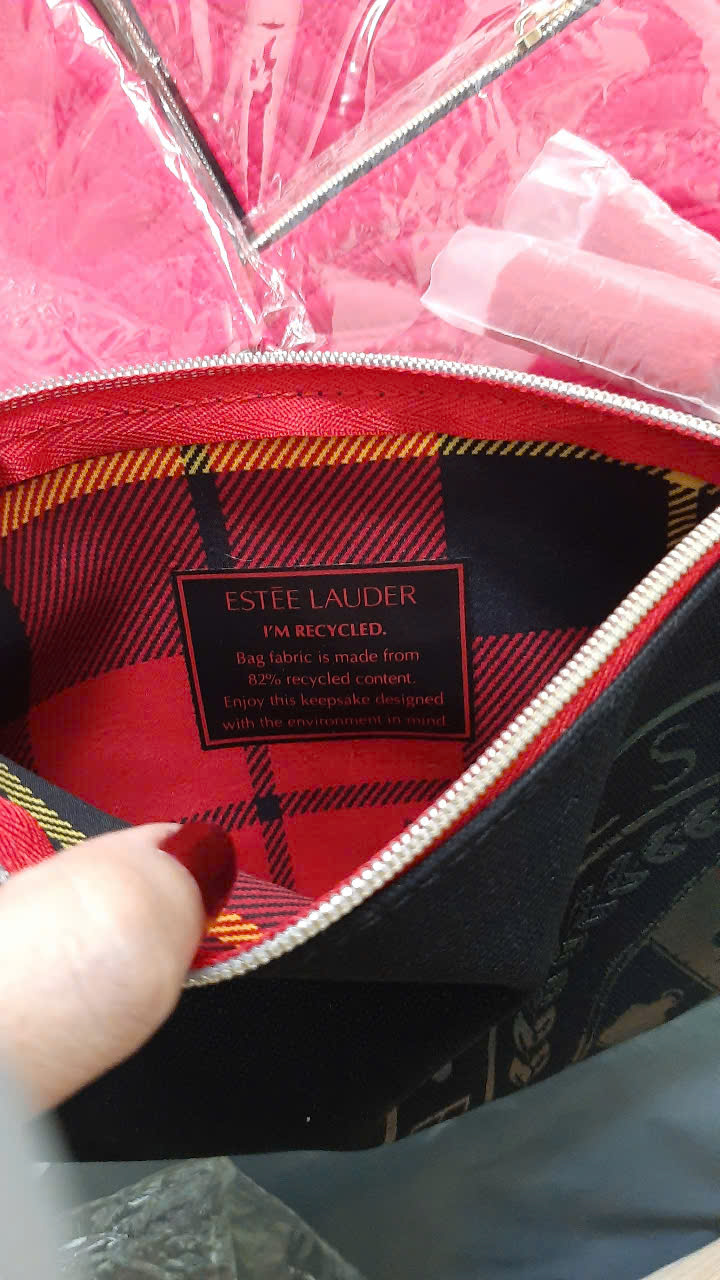 ESTĒE LAUDER
I'M RECYCLED.
Bag fabric is made from
82% recycled content.
Enjoy this keepsake designed
with the environment in mind